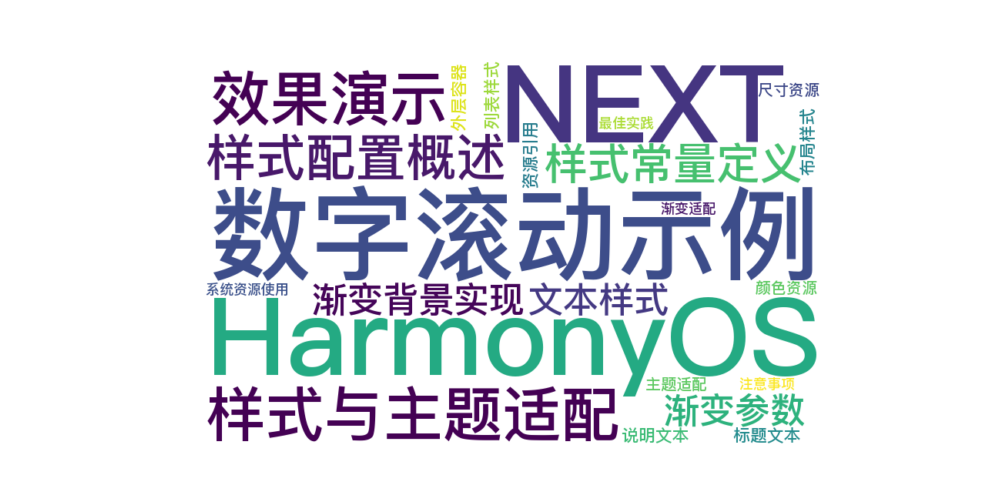 效果演示
外层容器
列表样式
NEXT
尺寸资源
样式配置概述
资源引用
最佳实践
样式常量定义
布局样式
数字滚动示例
渐变适配
系统资源使用
渐变背景实现
文本样式
颜色资源
HarmonyOS
样式与主题适配
主题适配
注意事项
渐变参数
说明文本
标题文本